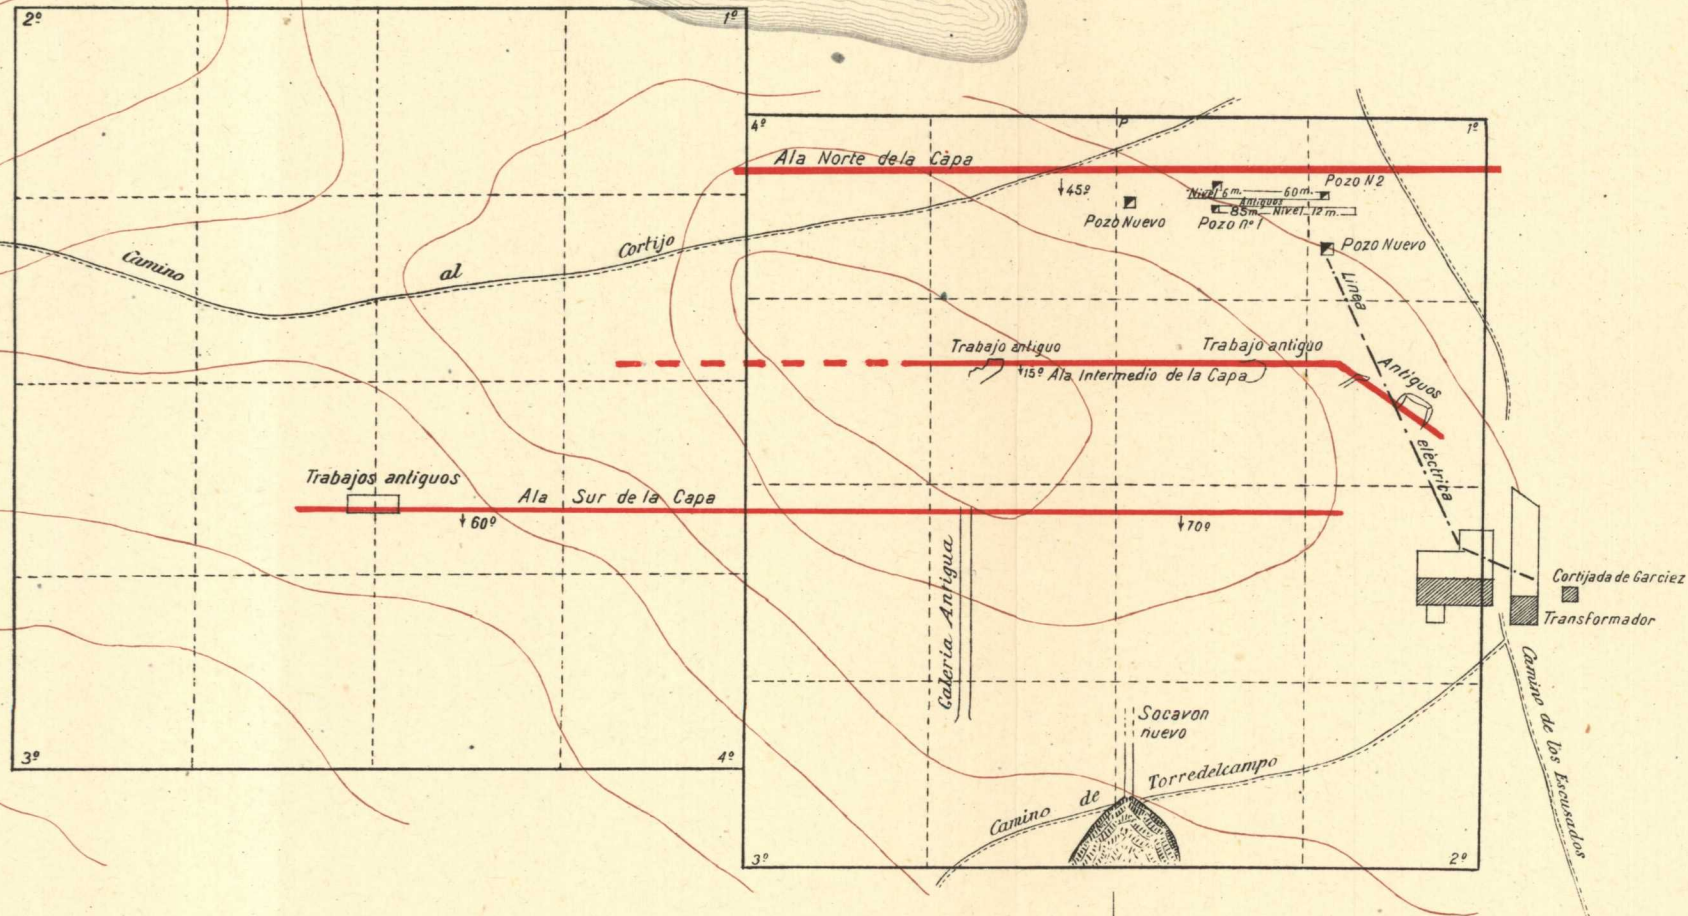 2º
1º
4º
P
1º
Ala Norte de la Capa
↓45º
Pozo Nuevo
Nivel 6 m. 60 m.
Pozo N 2
Antiguos
85 m. Nivel 12 m.
Pozo nº 1
Pozo Nuevo
Camino al Cortijo
Linea electrica
Trabajo antiguo
Trabajo antiguo
↓15º Ala Intermedio de la Capa
Antiguos
Trabajos antiguos
Ala Sur de la Capa
↓60º
↓70º
Galeria Antigua
Cortijada de Garciez
Transformador
Socavon
nuevo
Camino de Torredelcampo
Camino de los Escusados
3º
4º
3º
2º